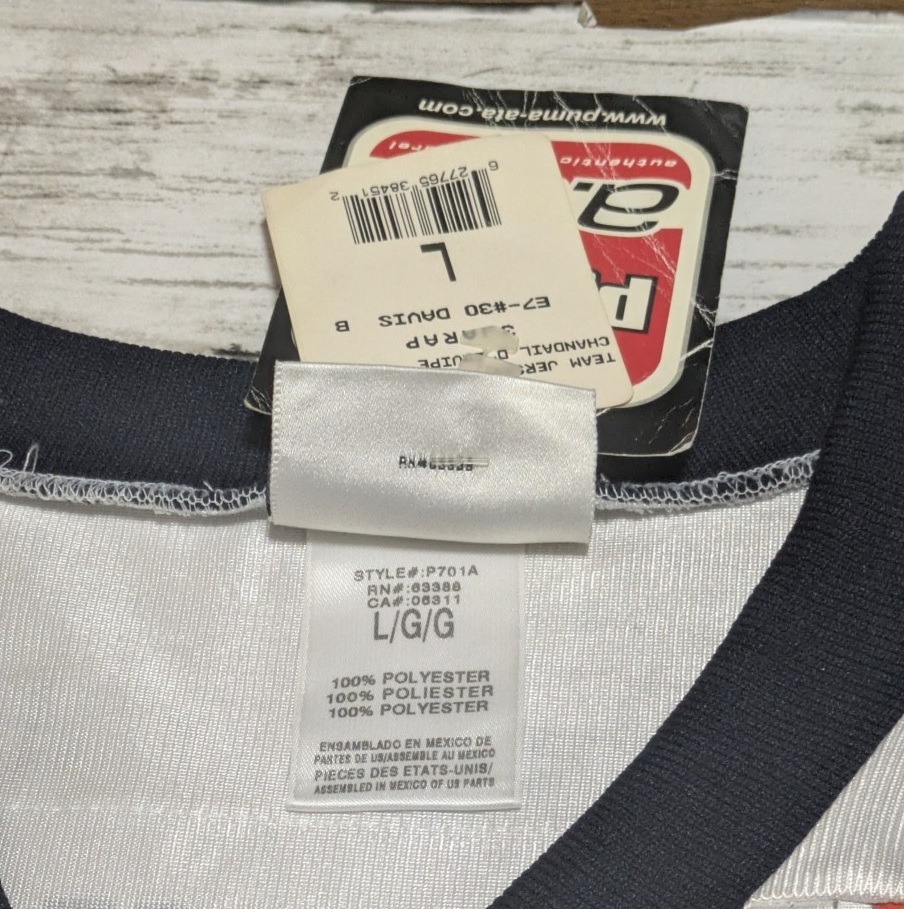 www.puma-ata.com
authentic
a.
6 27765 38451 2
L
E7-#30 DAVIS B
CHANDAIL
TEAM
STYLE#:P701A
RN#:63388
CA#:06311
L/G/G
100% POLYESTER
100% POLIESTER
100% POLYESTER
ENSAMBLADO EN MEXICO DE
PARTES DE US/ASSEMBLE AU MEXICO
PIECES DES ETATS-UNIS/
ASSEMBLED IN MEXICO OF US PARTS